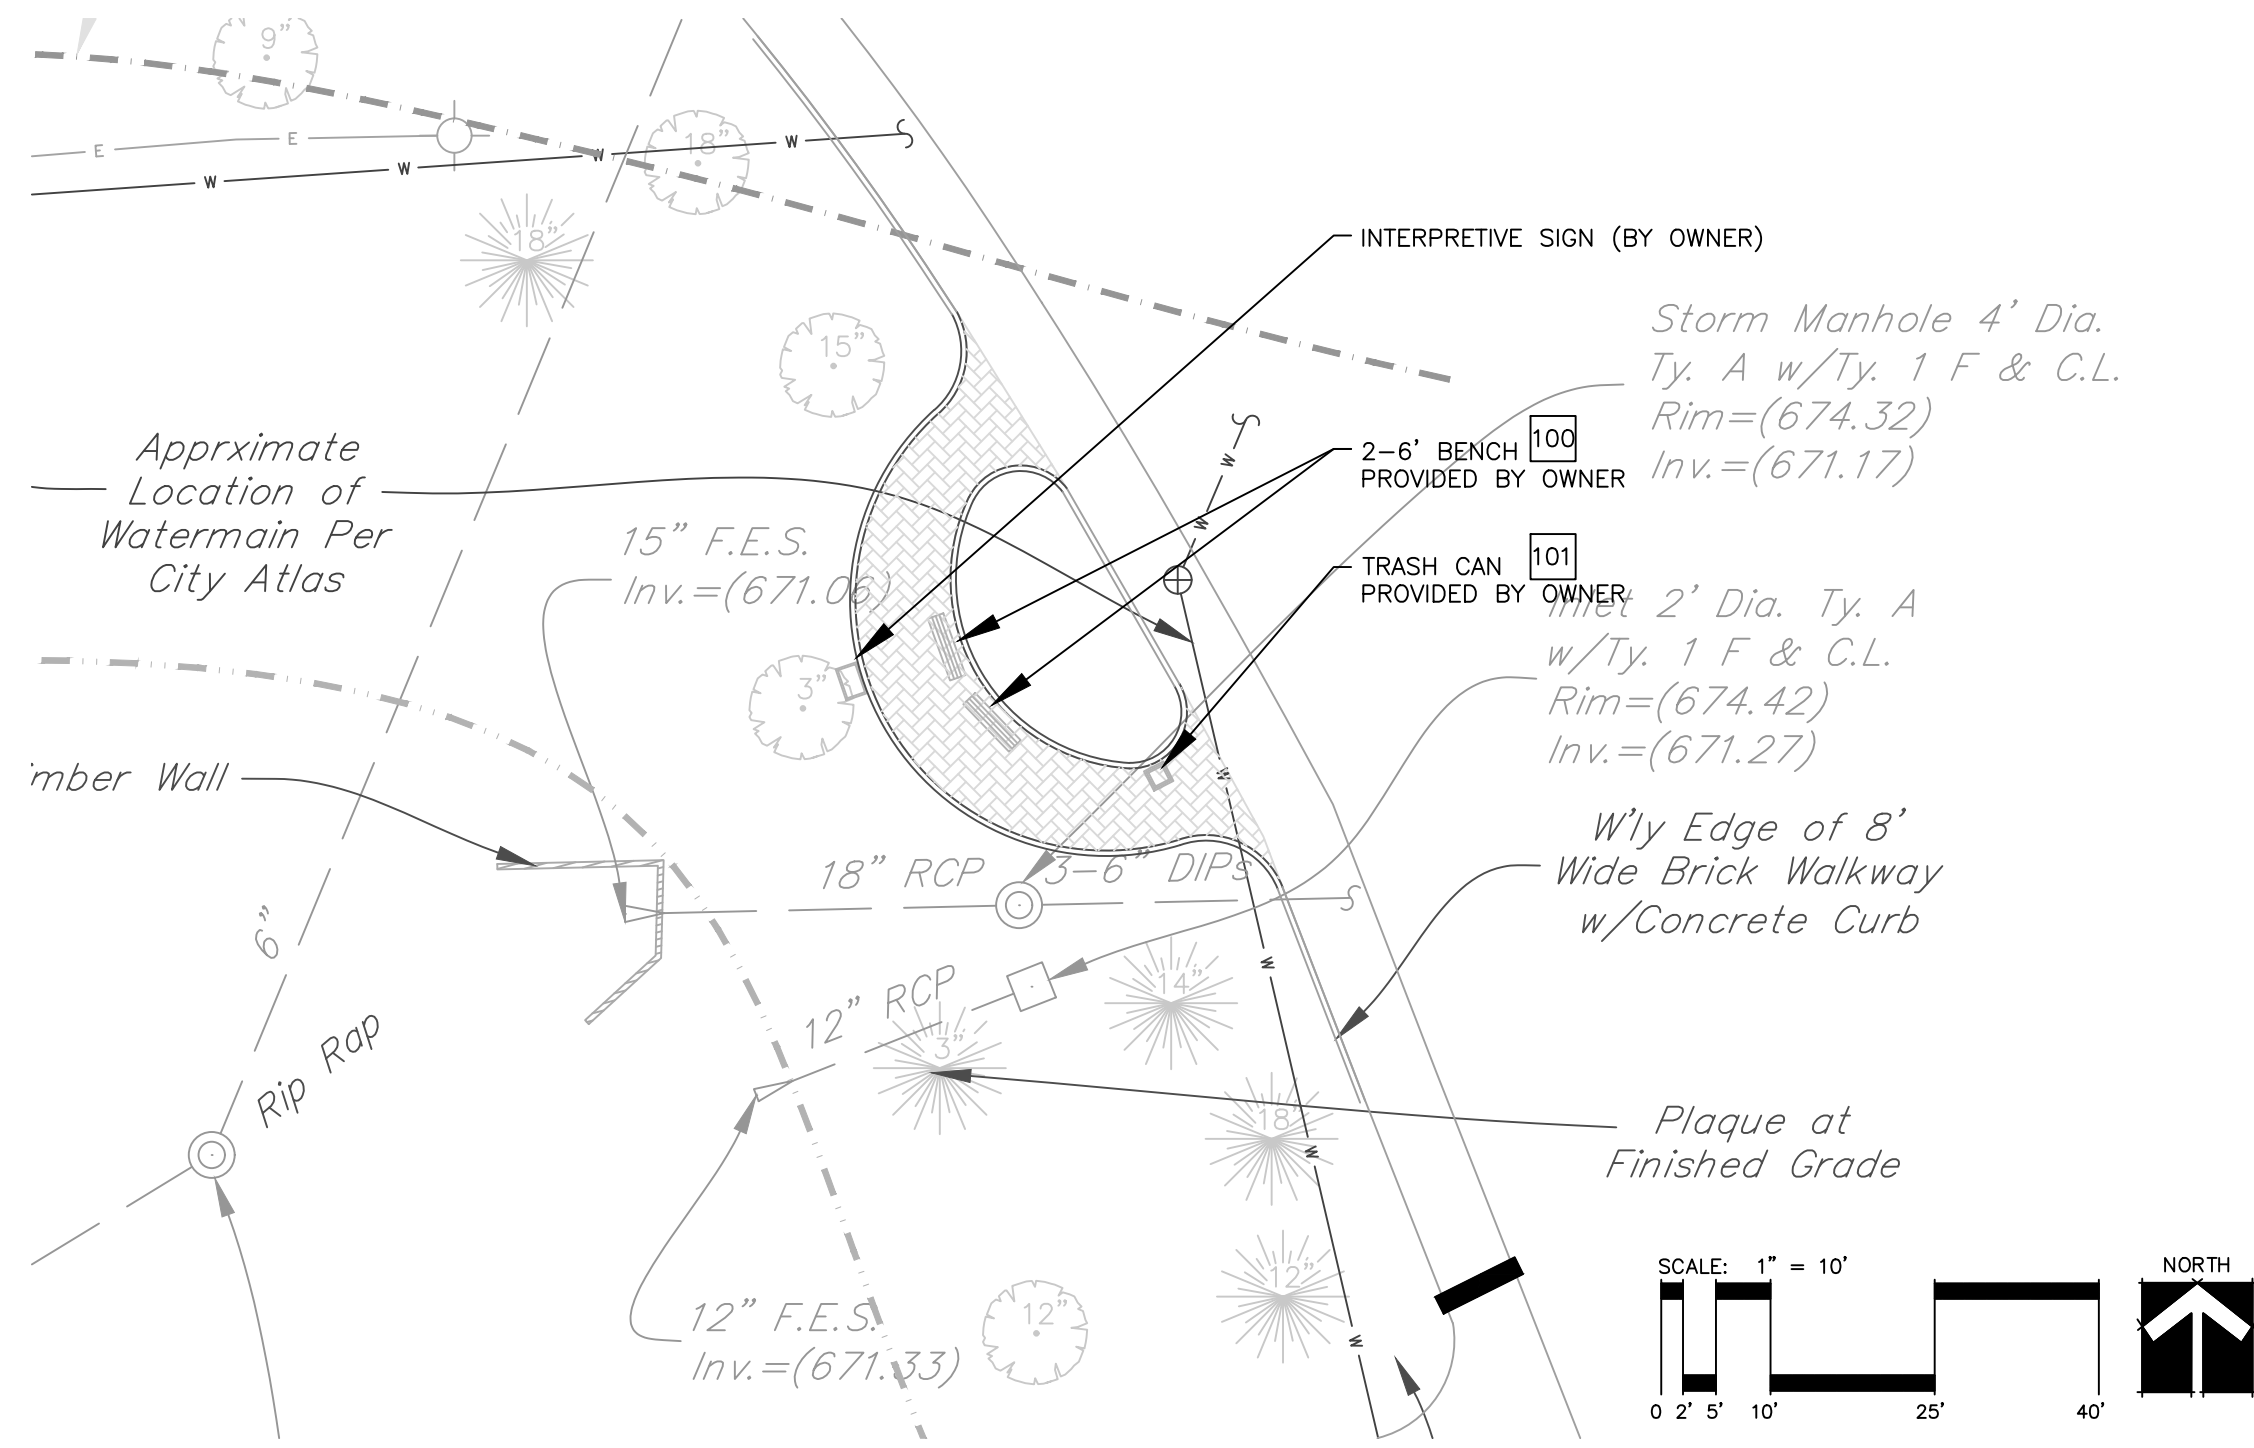 9"
18"
E
E
W
W
W
W
18"
INTERPRETIVE SIGN (BY OWNER)
15"
Storm Manhole 4' Dia.
Ty. A w/Ty. 1 F & C.L.
Rim=(674.32)
Inv.=(671.17)
Apprximate
Location of
Watermain Per
City Atlas
W
W
2-6' BENCH 100
PROVIDED BY OWNER
15" F.E.S.
Inv.=(671.06)
TRASH CAN 101
PROVIDED BY OWNER
Inlet 2' Dia. Ty. A
w/Ty. 1 F & C.L.
Rim=(674.42)
Inv.=(671.27)
3"
mber Wall
W
W'ly Edge of 8'
Wide Brick Walkway
w/Concrete Curb
18" RCP
3-6" DIPs
6"
W
14"
12" RCP
3"
Rip Rap
18"
W
Plaque at
Finished Grade
12"
12"
W
12" F.E.S.
Inv.=(671.33)
SCALE: 1" = 10'
0 2' 5' 10' 25' 40'
NORTH